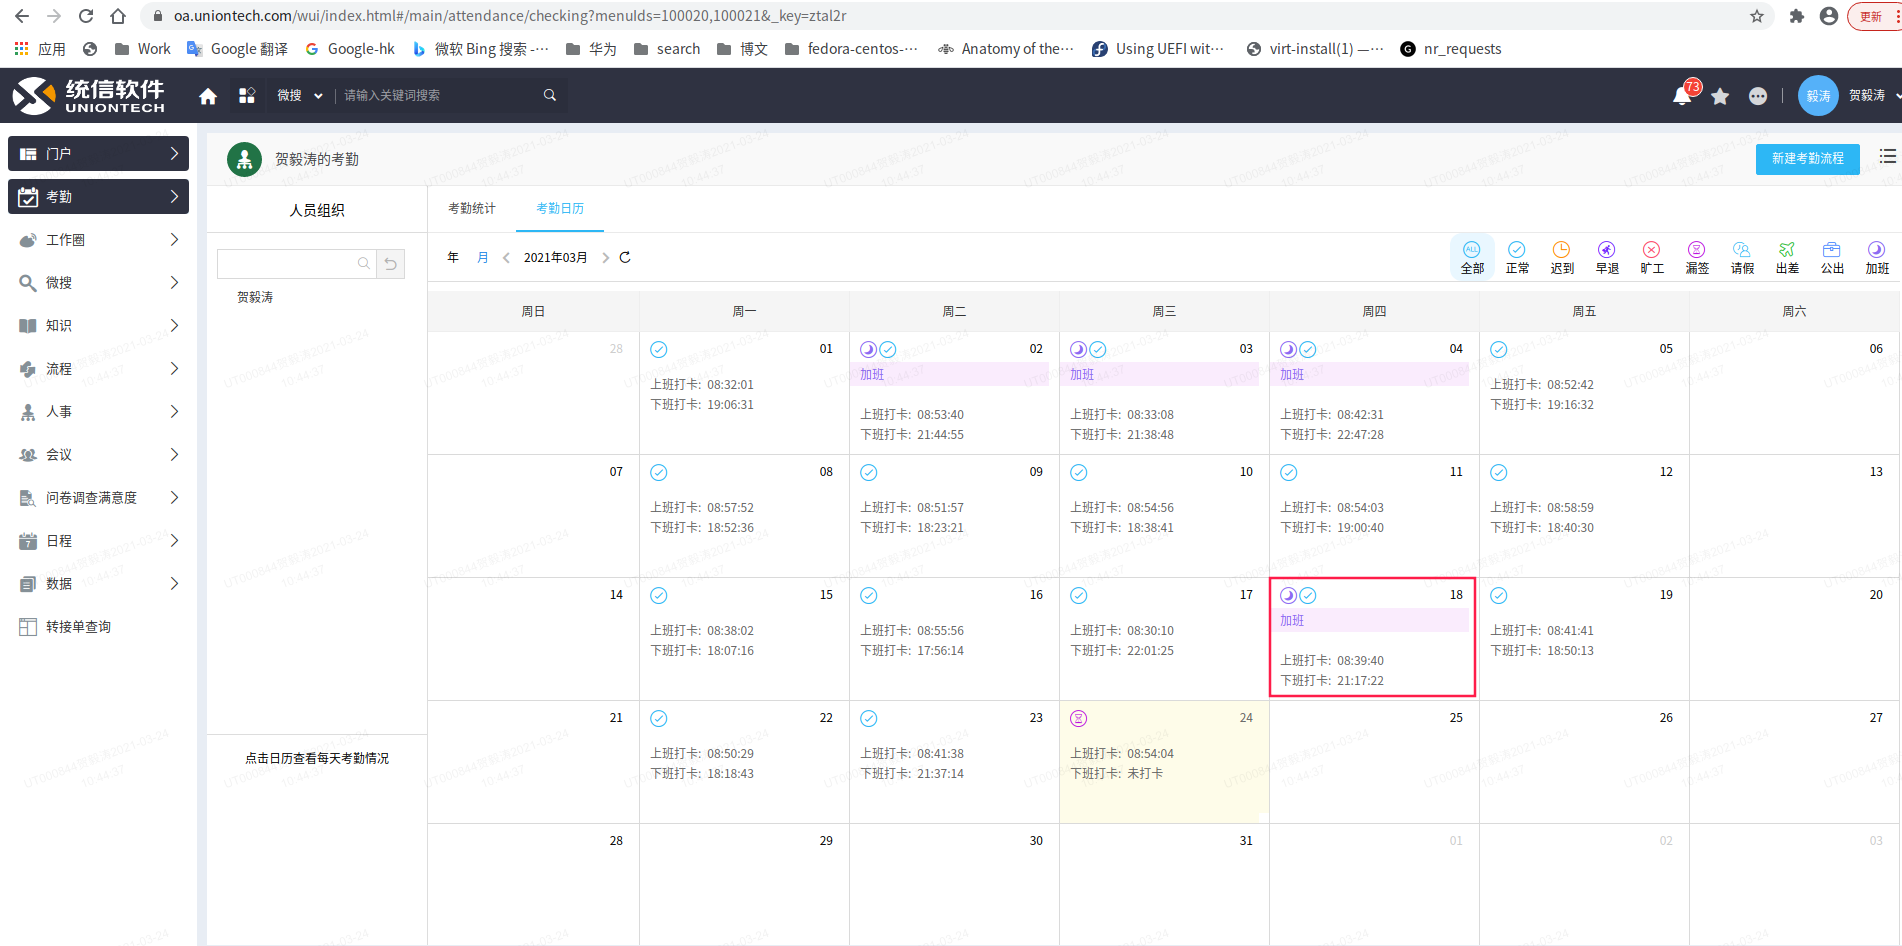 oa.uniontech.com/wui/index.html#/main/attendance/checking?menuIds=100020,100021&_key=ztal2r
更新
应用
Work
Google 翻译
Google-hk
微软 Bing 搜索 -…
华为
search
博文
fedora-centos-…
Anatomy of the…
Using UEFI wit…
virt-install(1) —…
nr_requests
统信软件
UNIONTECH
微搜
请输入关键词搜索
73
毅涛
贺毅涛
门户
考勤
工作圈
微搜
知识
流程
人事
会议
问卷调查满意度
日程
7
数据
转接单查询
贺毅涛的考勤
新建考勤流程
人员组织
贺毅涛
点击日历查看每天考勤情况
考勤统计
考勤日历
年
月
2021年03月
ALL
全部
正常
迟到
早退
旷工
漏签
请假
出差
公出
加班
周日
周一
周二
周三
周四
周五
周六
28
01
上班打卡: 08:32:01
下班打卡: 19:06:31
02
加班
上班打卡: 08:53:40
下班打卡: 21:44:55
03
加班
上班打卡: 08:33:08
下班打卡: 21:38:48
04
加班
上班打卡: 08:42:31
下班打卡: 22:47:28
05
上班打卡: 08:52:42
下班打卡: 19:16:32
06
07
08
上班打卡: 08:57:52
下班打卡: 18:52:36
09
上班打卡: 08:51:57
下班打卡: 18:23:21
10
上班打卡: 08:54:56
下班打卡: 18:38:41
11
上班打卡: 08:54:03
下班打卡: 19:00:40
12
上班打卡: 08:58:59
下班打卡: 18:40:30
13
14
15
上班打卡: 08:38:02
下班打卡: 18:07:16
16
上班打卡: 08:55:56
下班打卡: 17:56:14
17
上班打卡: 08:30:10
下班打卡: 22:01:25
18
加班
上班打卡: 08:39:40
下班打卡: 21:17:22
19
上班打卡: 08:41:41
下班打卡: 18:50:13
20
21
22
上班打卡: 08:50:29
下班打卡: 18:18:43
23
上班打卡: 08:41:38
下班打卡: 21:37:14
24
上班打卡: 08:54:04
下班打卡: 未打卡
25
26
27
28
29
30
31
01
02
03
UT000844贺毅涛2021-03-24
10:44:37